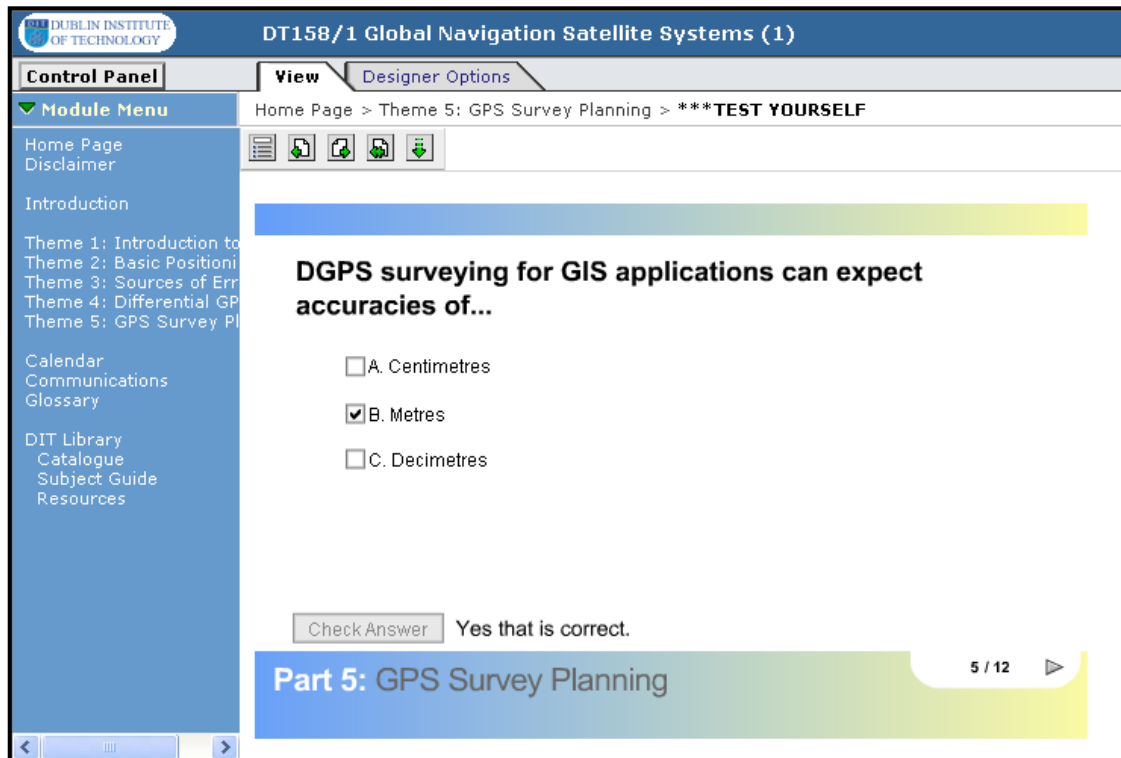 DUBLIN INSTITUTE
OF TECHNOLOGY
DT158/1 Global Navigation Satellite Systems (1)
Control Panel
View
Designer Options
Module Menu
Home Page > Theme 5: GPS Survey Planning > ***TEST YOURSELF
Home Page
Disclaimer
Introduction
Theme 1: Introduction to
Theme 2: Basic Positioni
Theme 3: Sources of Err
Theme 4: Differential GP
Theme 5: GPS Survey Pl
Calendar
Communications
Glossary
DIT Library
Catalogue
Subject Guide
Resources
DGPS surveying for GIS applications can expect
accuracies of...
A. Centimetres
B. Metres
C. Decimetres
Check Answer Yes that is correct.
Part 5: GPS Survey Planning
5 / 12